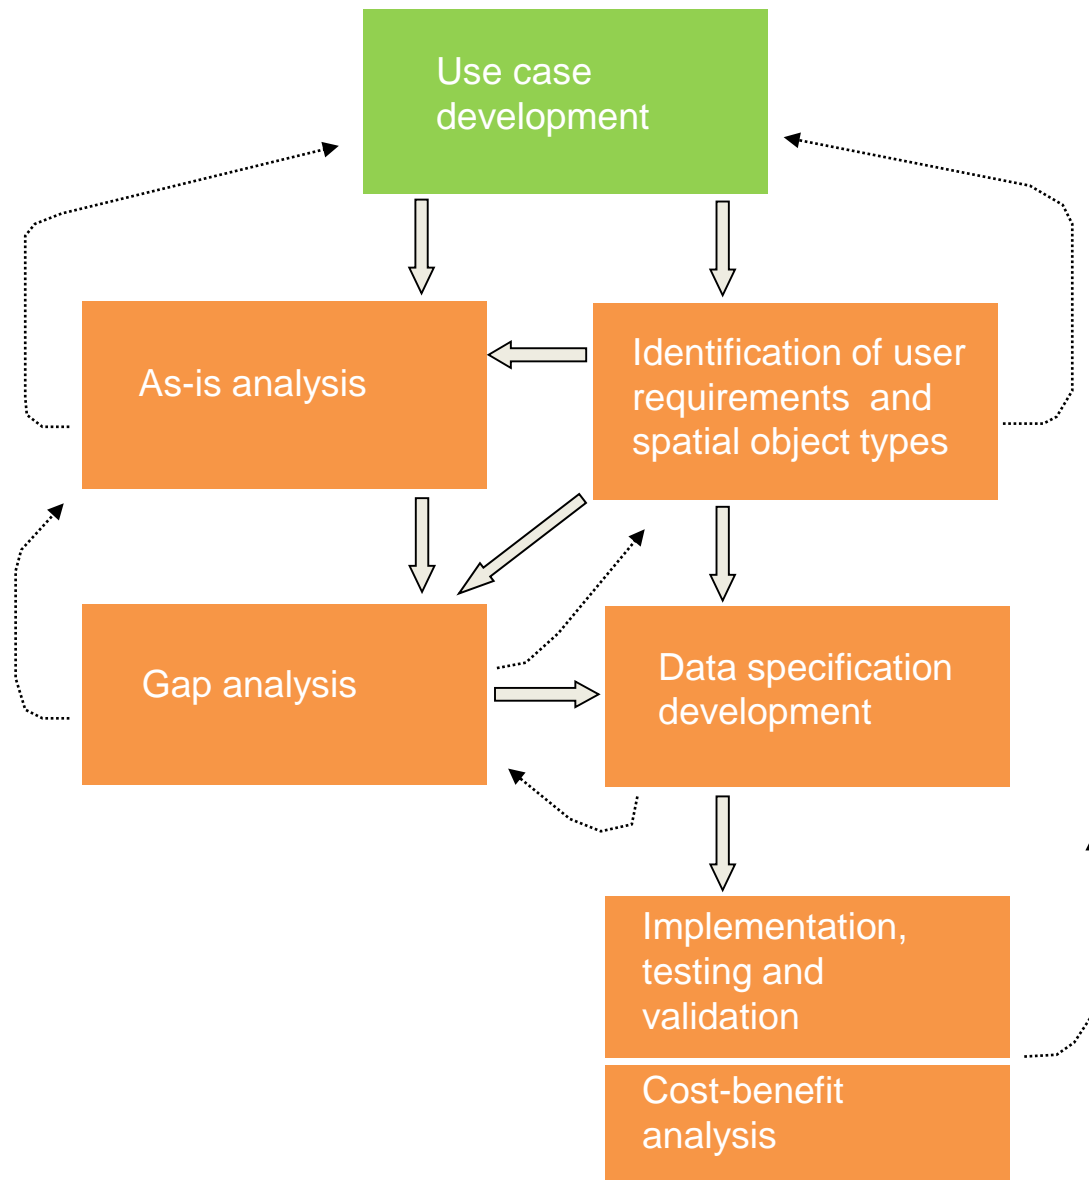 Use case
development
As-is analysis
Identification of user
requirements  and
spatial object types
Gap analysis
Data specification
development
Implementation,
testing and
validation
Cost-benefit
analysis